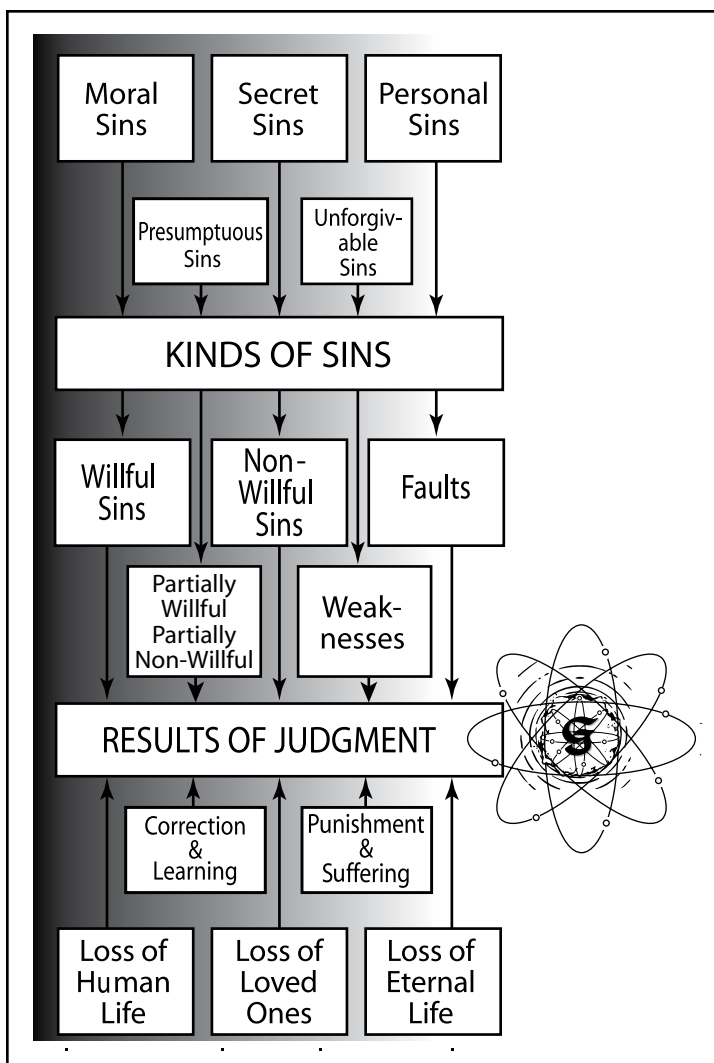 Moral
Sins
Secret
Sins
Personal
Sins
Presumptuous
Sins
Unforgiv-
able
Sins
KINDS OF SINS
Willful
Sins
Non-
Willful
Sins
Faults
Partially
Willful
Partially
Non-Willful
Weak-
nesses
RESULTS OF JUDGMENT
G
Correction
&
Learning
Punishment
&
Suffering
Loss of
Human
Life
Loss of
Loved
Ones
Loss of
Eternal
Life